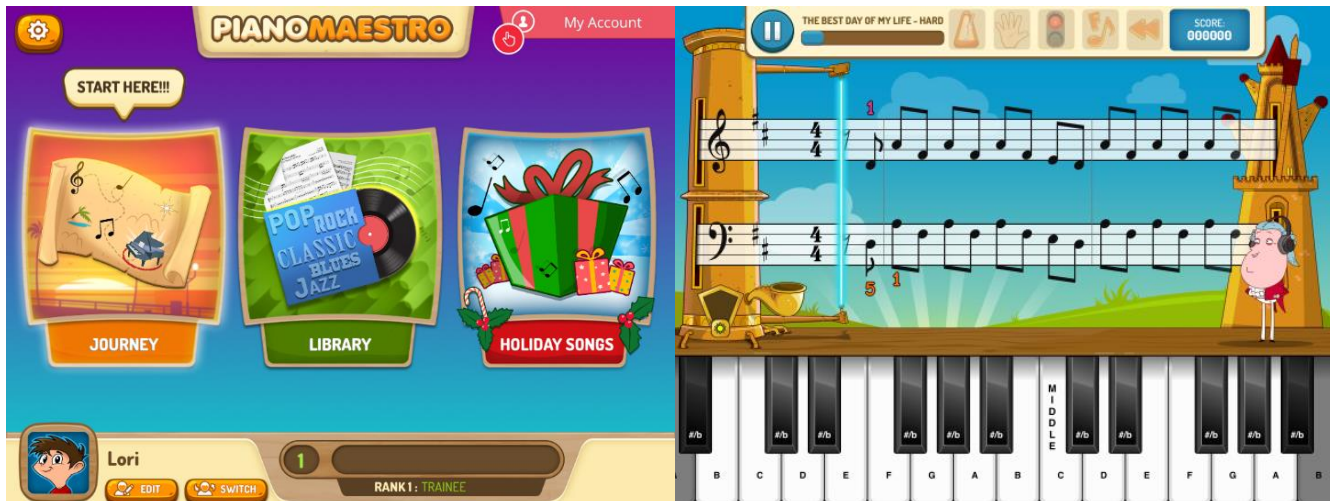 PIANOMAESTRO
My Account
START HERE!!!
POP ROCK
CLASSIC
BLUES
JAZZ
JOURNEY
LIBRARY
HOLIDAY SONGS
Lori
EDIT
SWITCH
1
RANK 1 : TRAINEE
THE BEST DAY OF MY LIFE - HARD
SCORE:
000000
1
4
4
4
4
5
1
#/b #/b #/b #/b #/b #/b #/b #/b #/b #/b #/b
MIDDLE
B C D E F G A B C D E F G A B